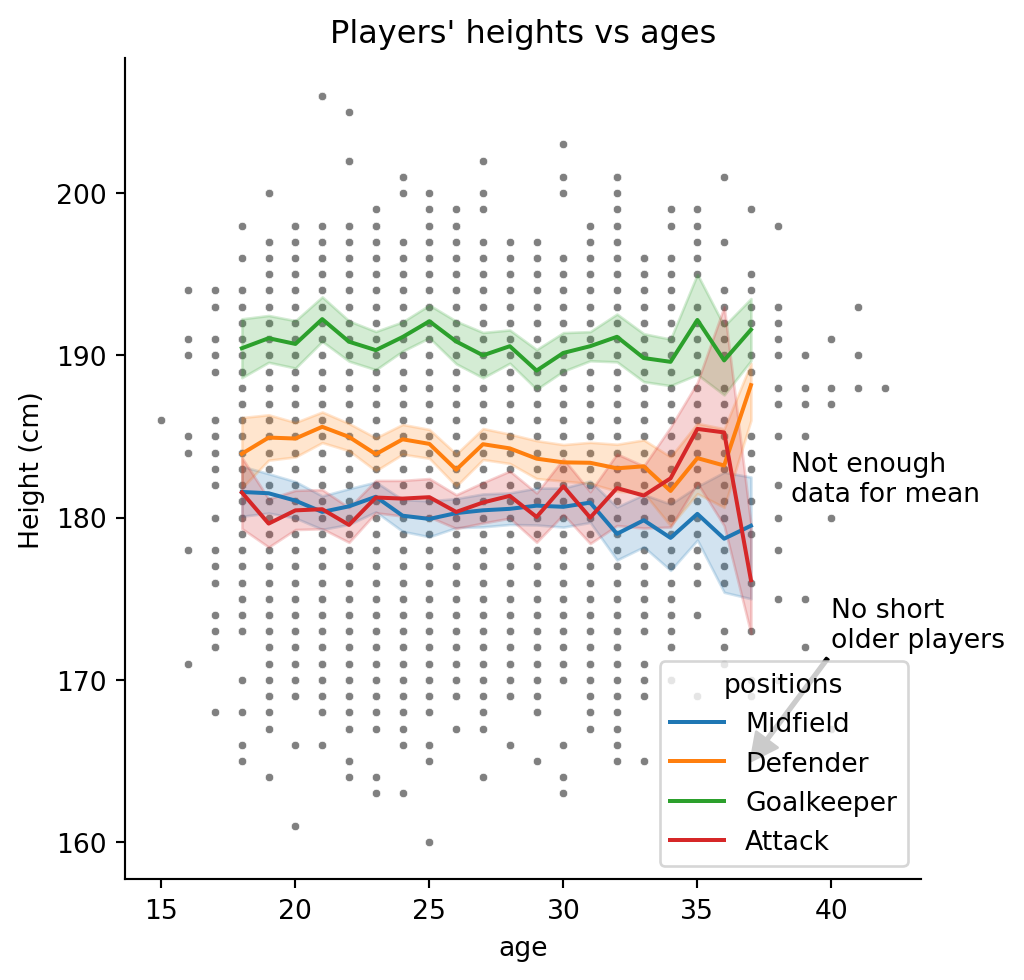 Players' heights vs ages
Height (cm)
200
190
180
170
160
Not enough
data for mean
No short
older players
positions
Midfield
Defender
Goalkeeper
Attack
15
20
25
30
35
40
age